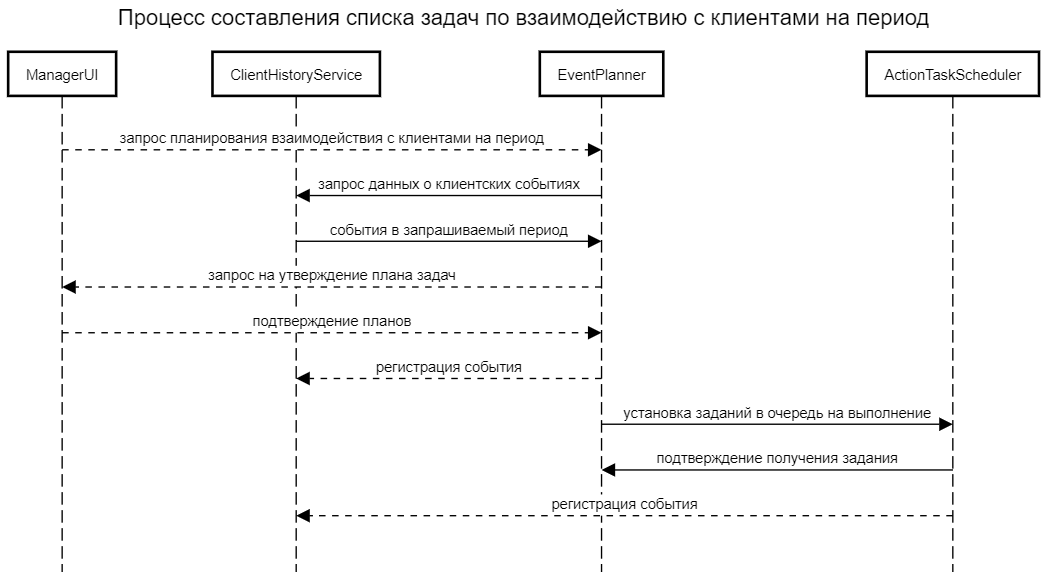 Процесс составления списка задач по взаимодействию с клиентами на период
ManagerUI
ClientHistoryService
EventPlanner
ActionTaskScheduler
запрос планирования взаимодействия с клиентами на период
запрос данных о клиентских событиях
события в запрашиваемый период
запрос на утверждение плана задач
подтверждение планов
регистрация события
установка заданий в очередь на выполнение
подтверждение получения задания
регистрация события